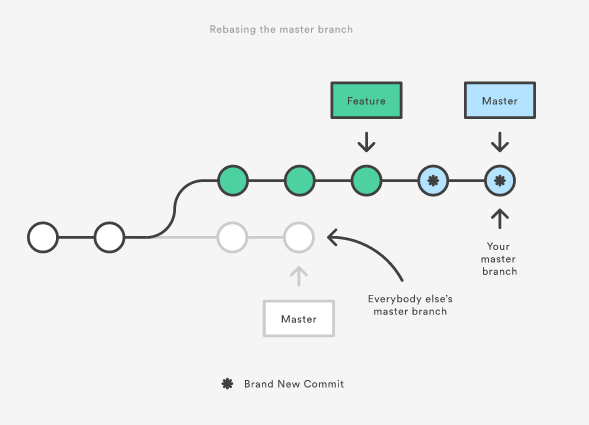 Rebasing the master branch
Feature
Master
Your
master
branch
Everybody else's
master branch
Master
Brand New Commit